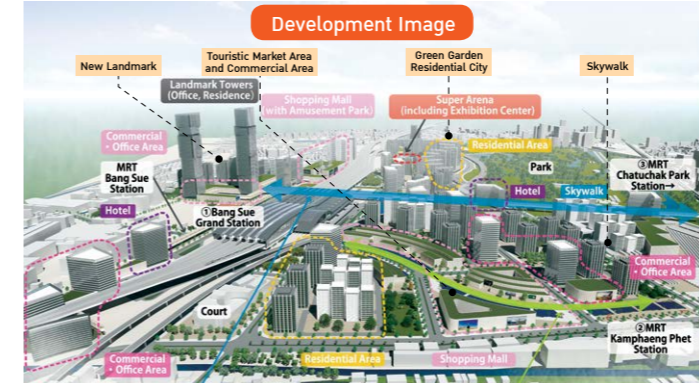 Development Image
New Landmark
Touristic Market Area
and Commercial Area
Green Garden
Residential City
Skywalk
Landmark Towers
(Office, Residence)
Shopping Mall
(with Amusement Park)
Super Arena
(including Exhibition Center)
Commercial
・Office Area
Residential Area
MRT
Bang Sue
Station
Park
③MRT
Chatuchak Park
Station→
Hotel
Skywalk
Hotel
①Bang Sue
Grand Station
Commercial
・Office Area
Court
②MRT
Kamphaeng Phet
Station
Commercial
・Office Area
Residential Area
Shopping Mall